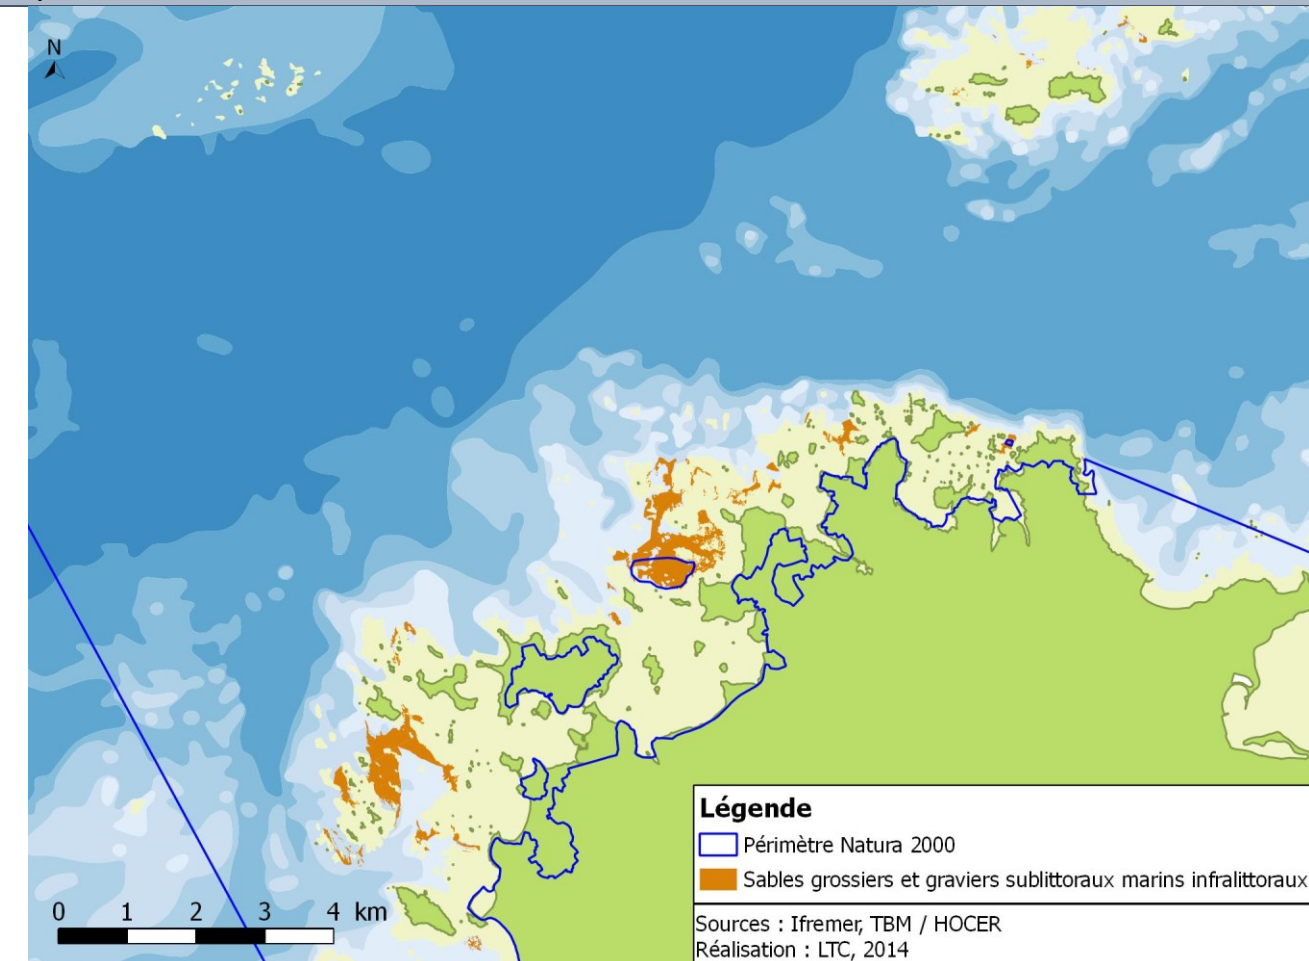 N
Légende
Périmètre Natura 2000
Sables grossiers et graviers sublittoraux marins infralittoraux
0 1 2 3 4 km
Sources : Ifremer, TBM / HOCER
Réalisation : LTC, 2014